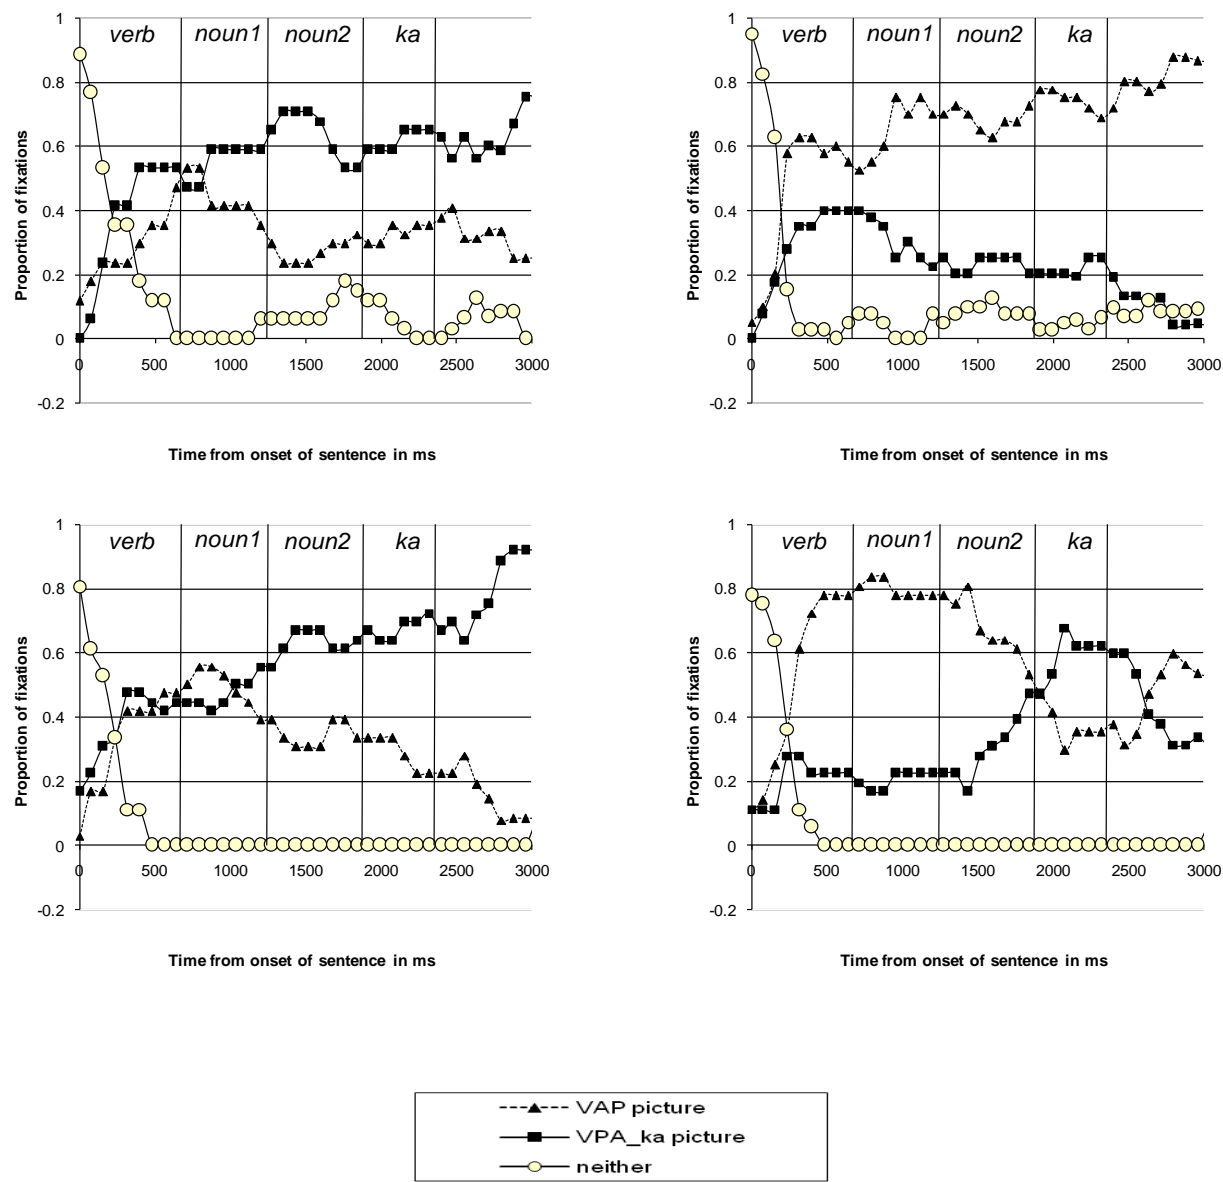 verb noun1 noun2 ka
1
0.8
0.6
0.4
0.2
0
-0.2
0 500 1000 1500 2000 2500 3000
Proportion of fixations
Time from onset of sentence in ms
verb noun1 noun2 ka
1
0.8
0.6
0.4
0.2
0
-0.2
0 500 1000 1500 2000 2500 3000
Proportion of fixations
Time from onset of sentence in ms
verb noun1 noun2 ka
1
0.8
0.6
0.4
0.2
0
-0.2
0 500 1000 1500 2000 2500 3000
Proportion of fixations
Time from onset of sentence in ms
verb noun1 noun2 ka
1
0.8
0.6
0.4
0.2
0
-0.2
0 500 1000 1500 2000 2500 3000
Proportion of fixations
Time from onset of sentence in ms
VAP picture
VPA_ka picture
neither